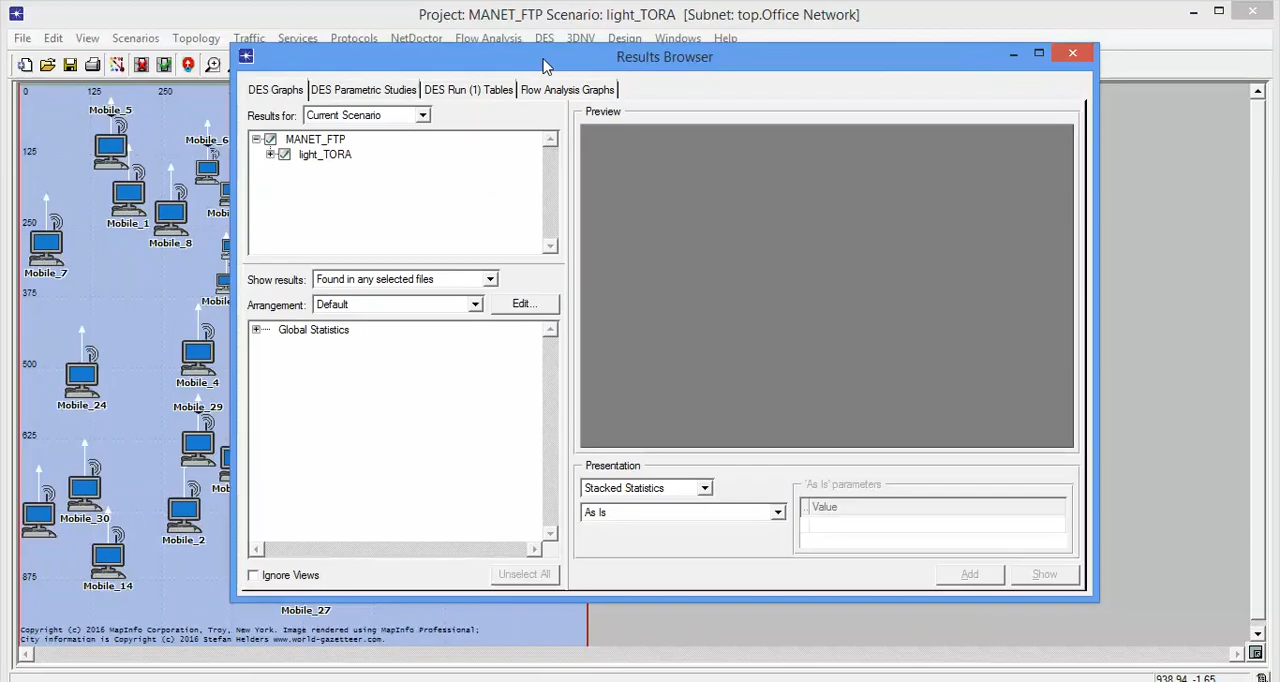 Project: MANET_FTP Scenario: light_TORA [Subnet: top.Office Network]
File Edit View Scenarios Topology Traffic Services Protocols NetDoctor Flow Analysis DES 3DNV Design Windows Help
Results Browser
DES Graphs DES Parametric Studies DES Run (1) Tables Flow Analysis Graphs
Results for: Current Scenario
MANET_FTP
light_TORA
Show results: Found in any selected files
Arrangement: Default Edit...
Global Statistics
Ignore Views Unselect All
Preview
Presentation
Stacked Statistics
As Is
'As Is' parameters
Value
Add Show
0 125 250
125
250
375
500
625
875
Mobile_5
Mobile_6
Mobile_1
Mobile_8
Mobile_7
Mobile_4
Mobile_24
Mobile_29
Mobile_30
Mobile_2
Mobile_14
Mobile_27
Copyright (c) 2016 MapInfo Corporation, Troy, New York. Image rendered using MapInfo Professional;
City information is Copyright (c) 2016 Stefan Helders www.world-gazetteer.com.
938.94, -1.65